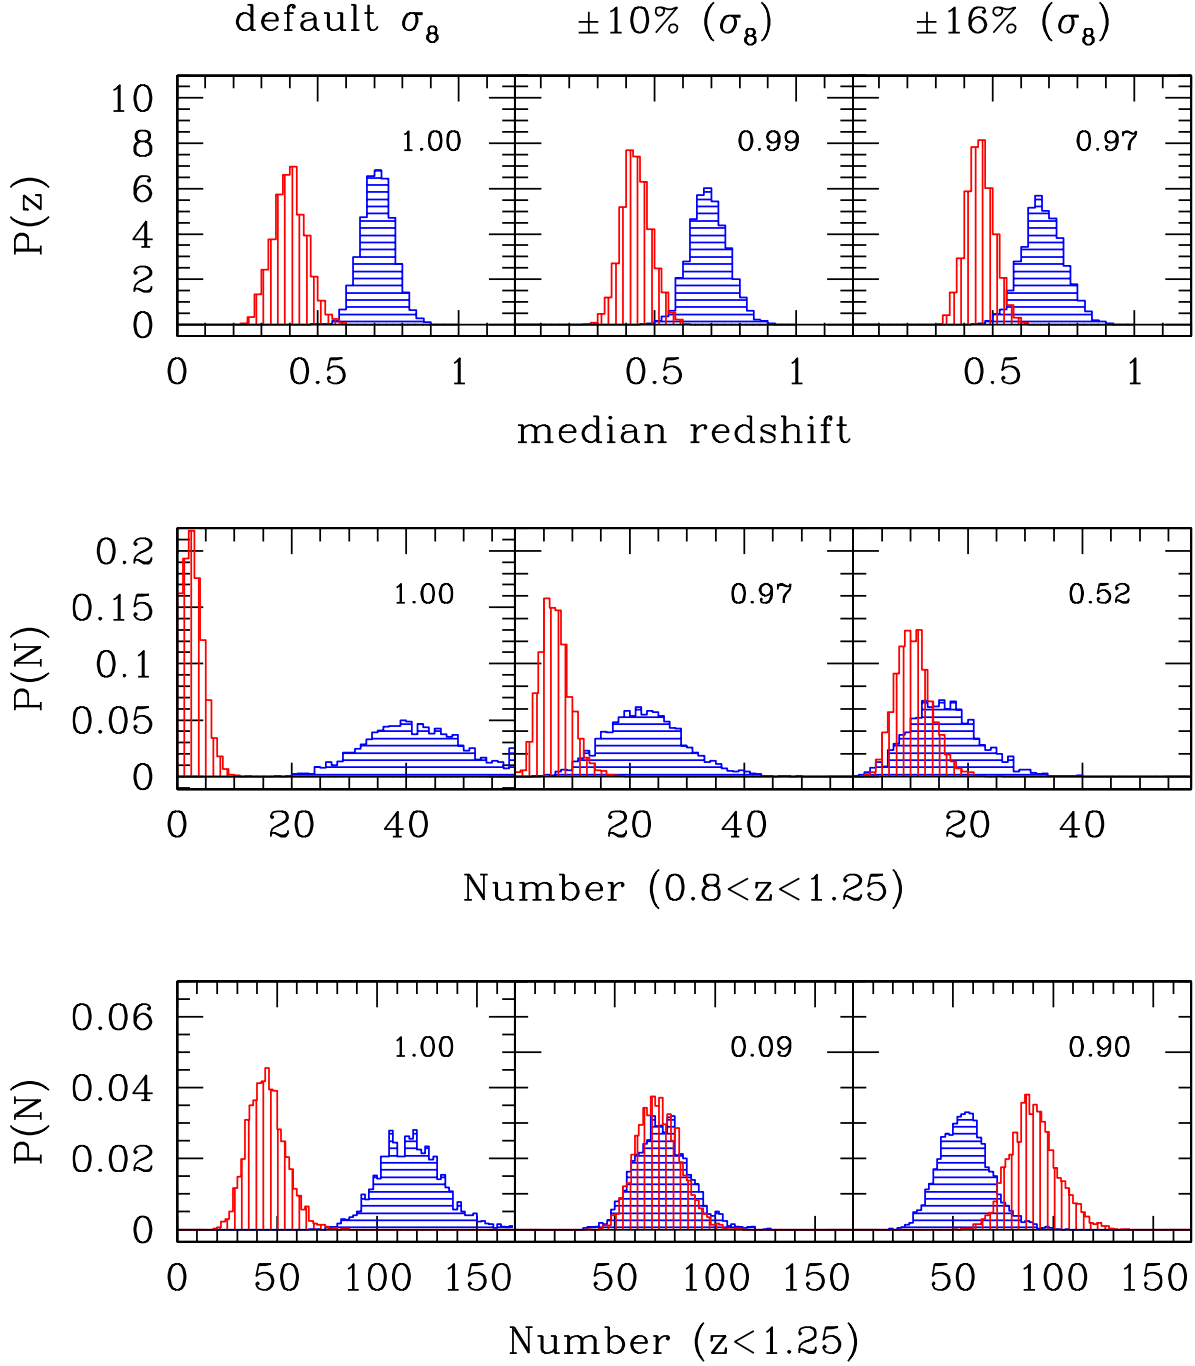 default σ8 ±10% (σ8) ±16% (σ8)
10
8
6
4
2
0
P(z)
1.00 0.99 0.97
0 0.5 1 0.5 1 0.5 1
median redshift
0.2
0.15
0.1
0.05
0
P(N)
1.00 0.97 0.52
0 20 40 20 40 20 40
Number (0.8<z<1.25)
0.06
0.04
0.02
0
P(N)
1.00 0.09 0.90
0 50 100 150 50 100 150 50 100 150
Number (z<1.25)